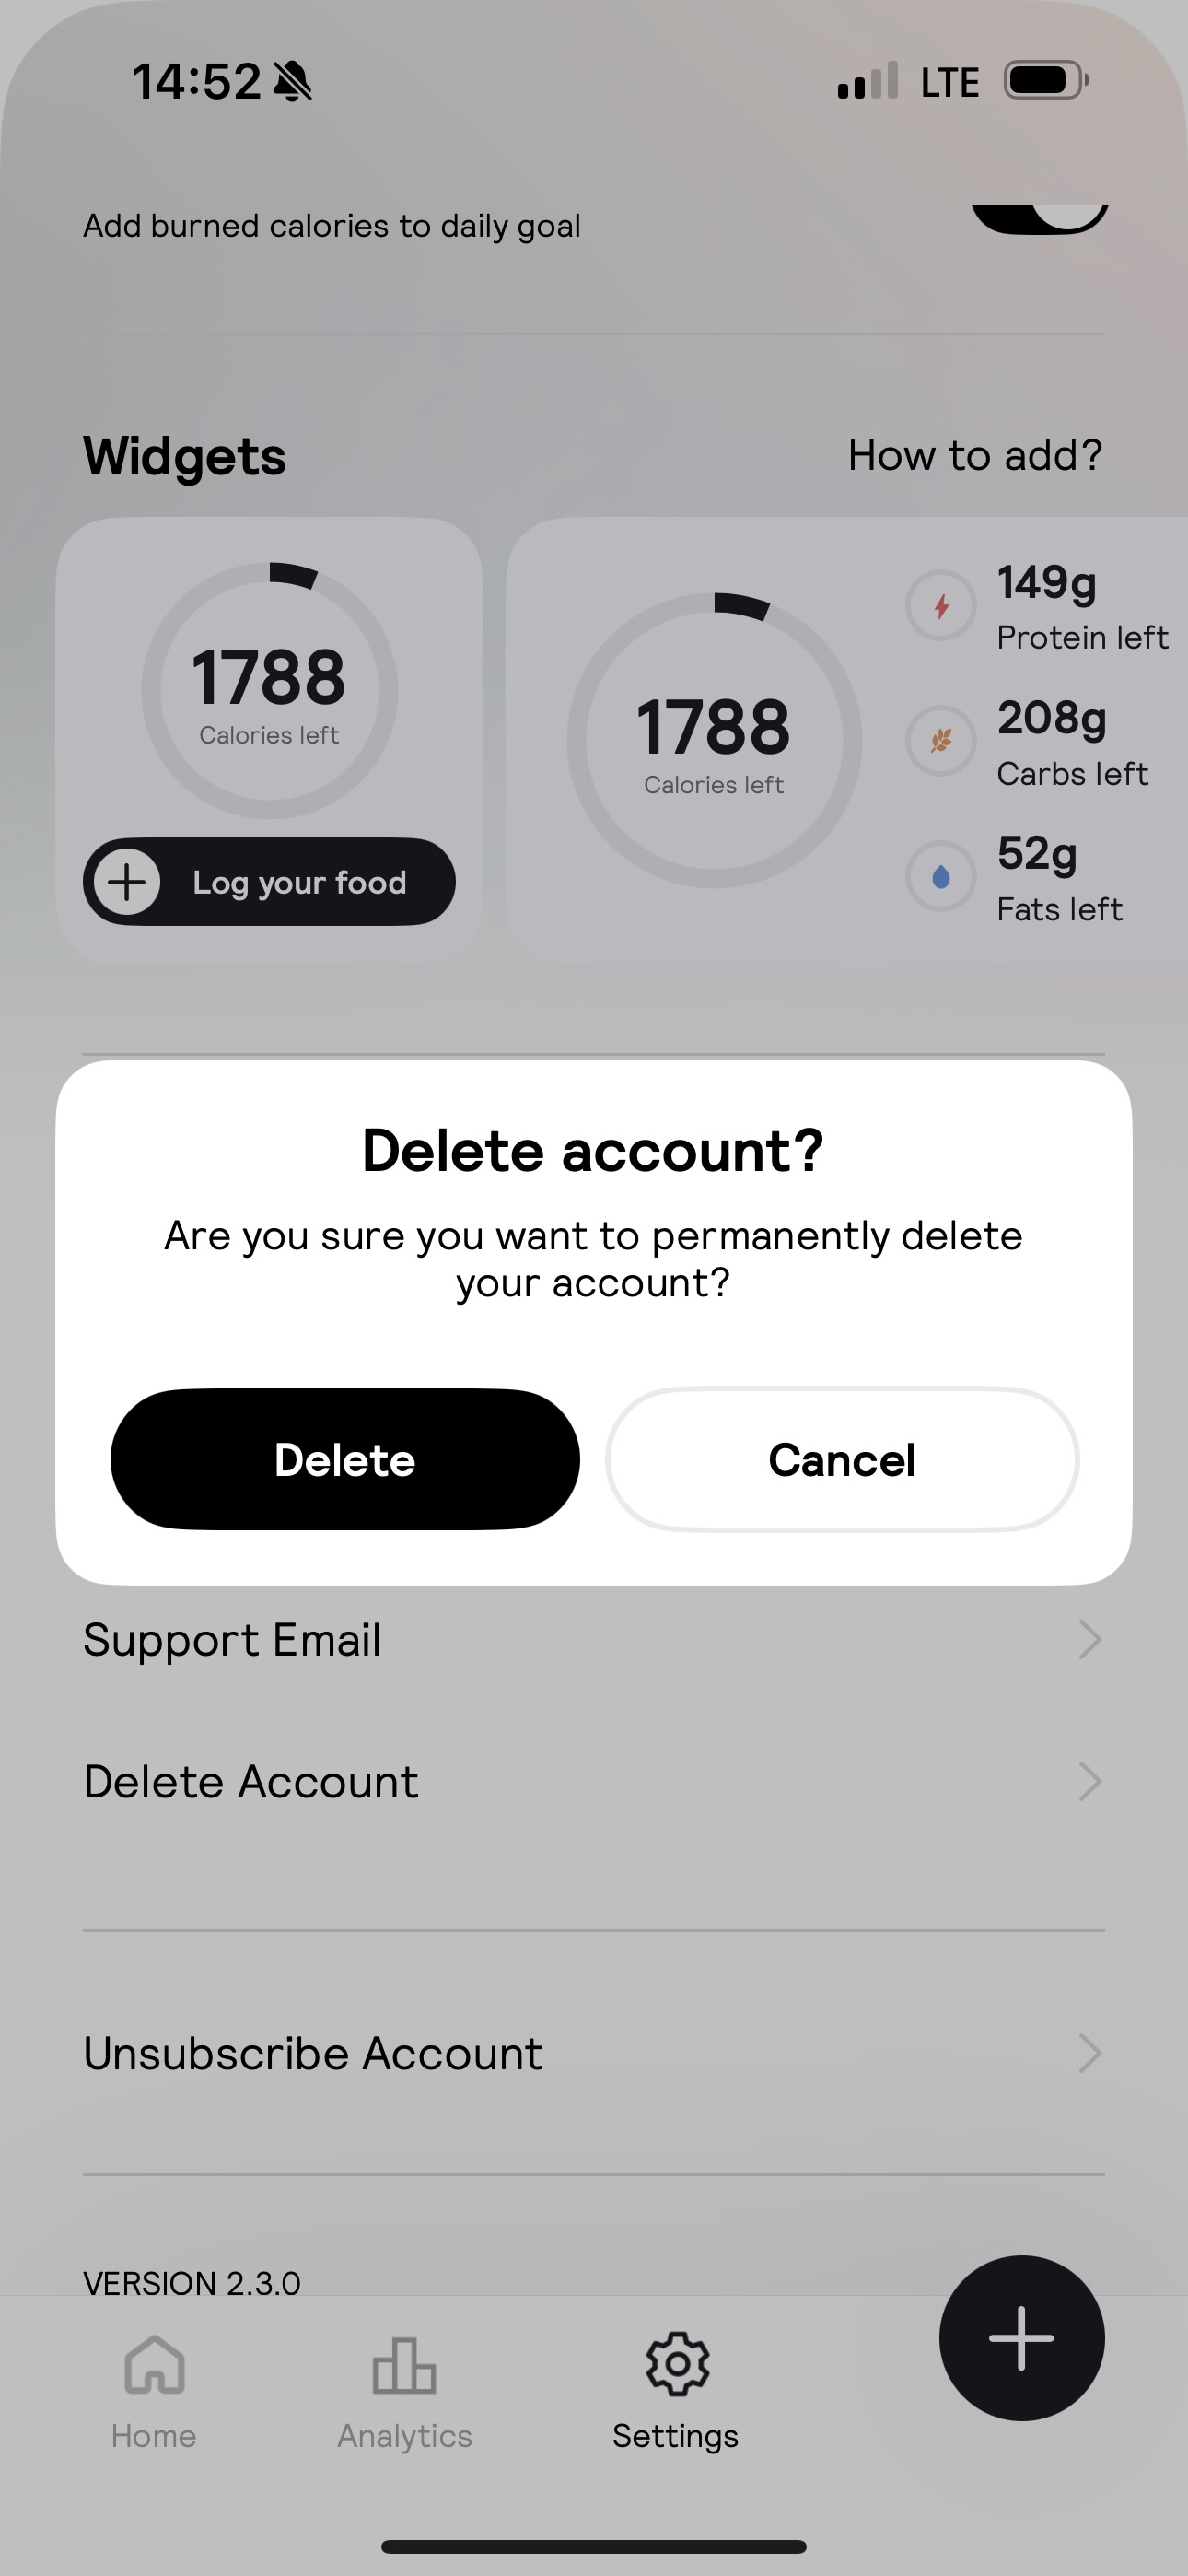 14:52
LTE
Add burned calories to daily goal
Widgets
How to add?
1788
Calories left
Log your food
1788
Calories left
149g
Protein left
208g
Carbs left
52g
Fats left
Delete account?
Are you sure you want to permanently delete
your account?
Delete
Cancel
Support Email
Delete Account
Unsubscribe Account
VERSION 2.3.0
Home
Analytics
Settings